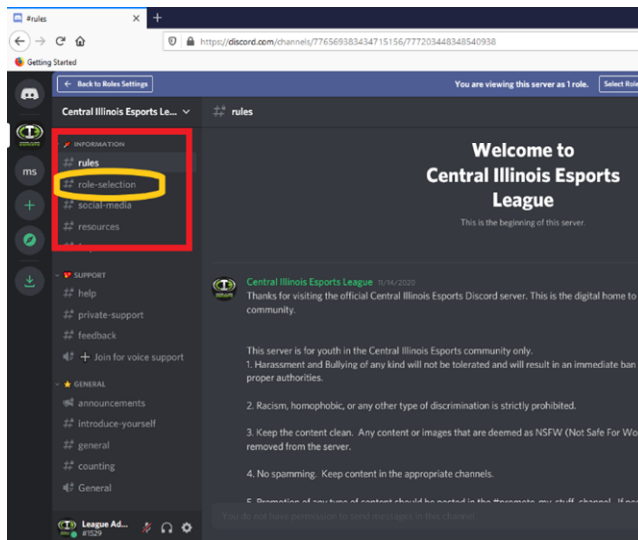 #rules
https://discord.com/channels/776569383434715156/777203448348540938
Getting Started
← Back to Roles Settings
You are viewing this server as 1 role.
Select Role
Central Illinois Esports Le...
rules
INFORMATION
rules
role-selection
social-media
resources
SUPPORT
help
private-support
feedback
+ Join for voice support
GENERAL
announcements
introduce-yourself
general
counting
General
League Ad...
#1529
ms
Welcome to
Central Illinois Esports
League
This is the beginning of this server.
Central Illinois Esports League 11/14/2020
Thanks for visiting the official Central Illinois Esports Discord server. This is the digital home to
community.
This server is for youth in the Central Illinois Esports community only.
1. Harassment and Bullying of any kind will not be tolerated and will result in an immediate ban
proper authorities.
2. Racism, homophobic, or any other type of discrimination is strictly prohibited.
3. Keep the content clean. Any content or images that are deemed as NSFW (Not Safe For Wo
removed from the server.
4. No spamming. Keep content in the appropriate channels.
5. Promotion of any type of content should be posted in the #promote-my-stuff channel. If
You do not have permission to send messages in this channel.